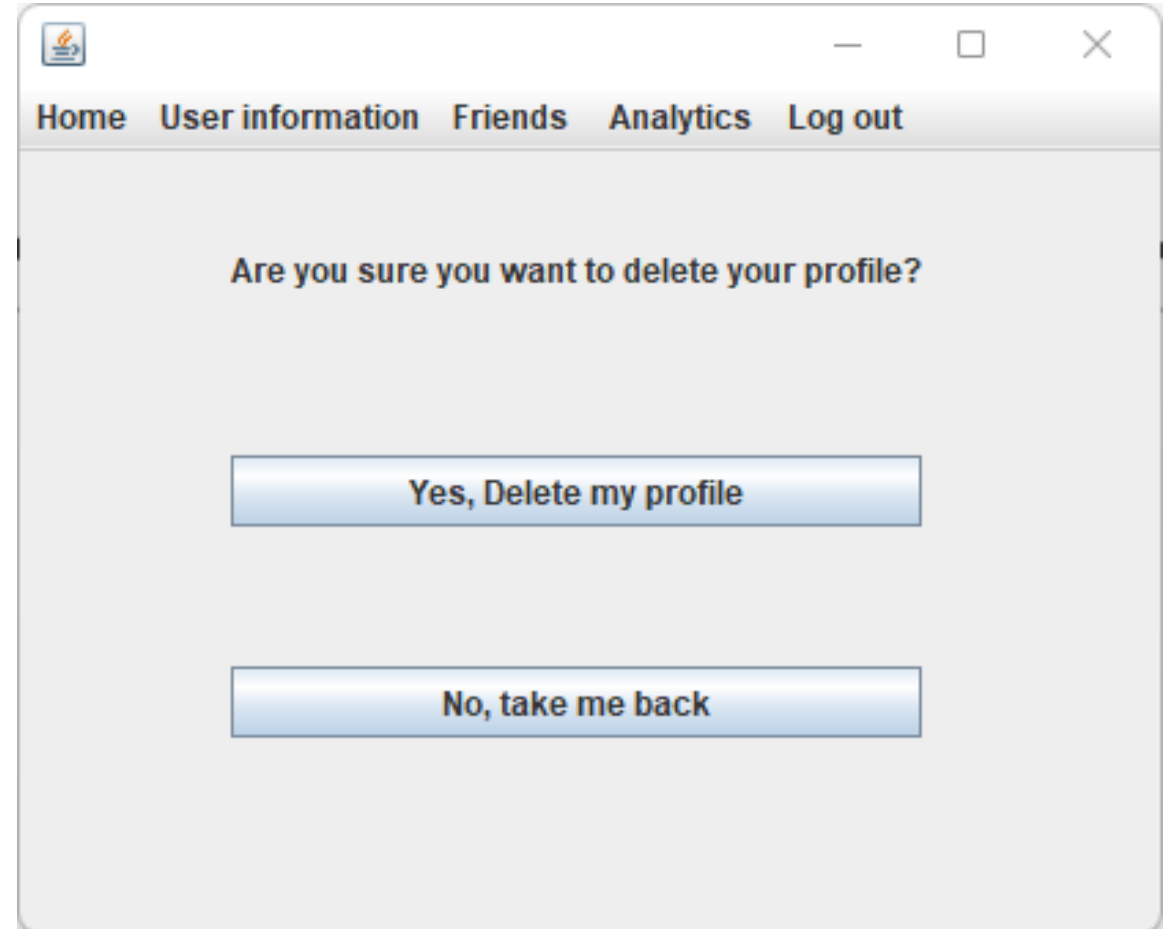 Home User information Friends Analytics Log out
Are you sure you want to delete your profile?
Yes, Delete my profile
No, take me back